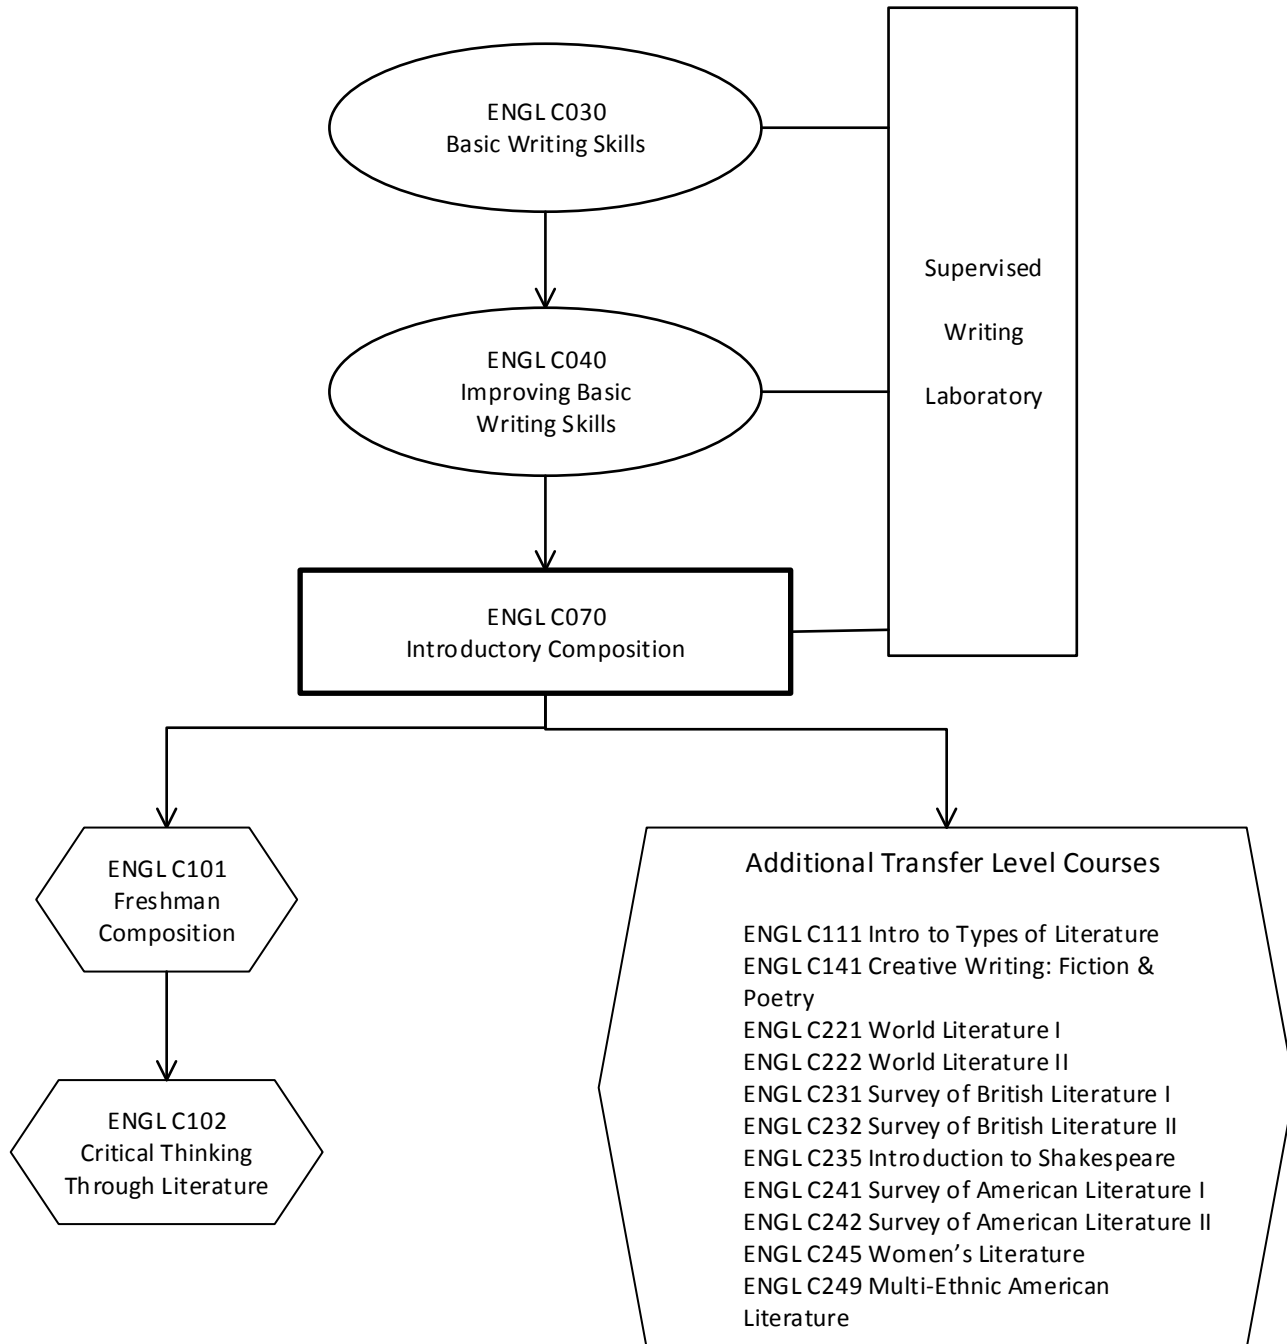 ENGL C030
Basic Writing Skills
Supervised
Writing
Laboratory
ENGL C040
Improving Basic
Writing Skills
ENGL C070
Introductory Composition
ENGL C101
Freshman
Composition
ENGL C102
Critical Thinking
Through Literature
Additional Transfer Level Courses
ENGL C111 Intro to Types of Literature
ENGL C141 Creative Writing: Fiction &
Poetry
ENGL C221 World Literature I
ENGL C222 World Literature II
ENGL C231 Survey of British Literature I
ENGL C232 Survey of British Literature II
ENGL C235 Introduction to Shakespeare
ENGL C241 Survey of American Literature I
ENGL C242 Survey of American Literature II
ENGL C245 Women’s Literature
ENGL C249 Multi-Ethnic American
Literature